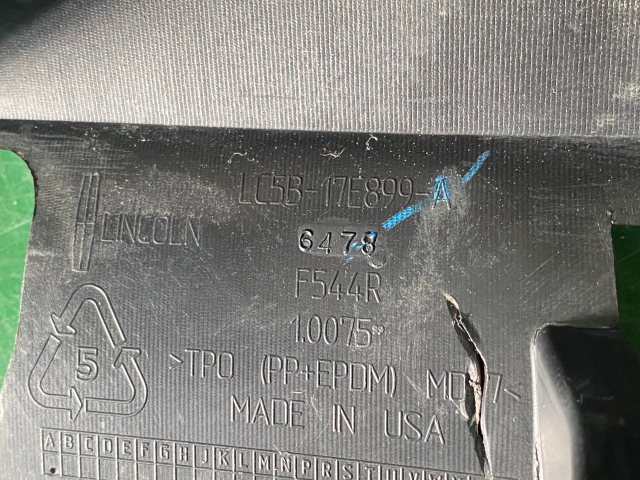 LC5B-17E899-A
LINCOLN
6478
F544R
1.0075"
5
>TPO (PP+EPDM) MD 7<
MADE IN USA
A B C D E F G H J K L M N P R S T